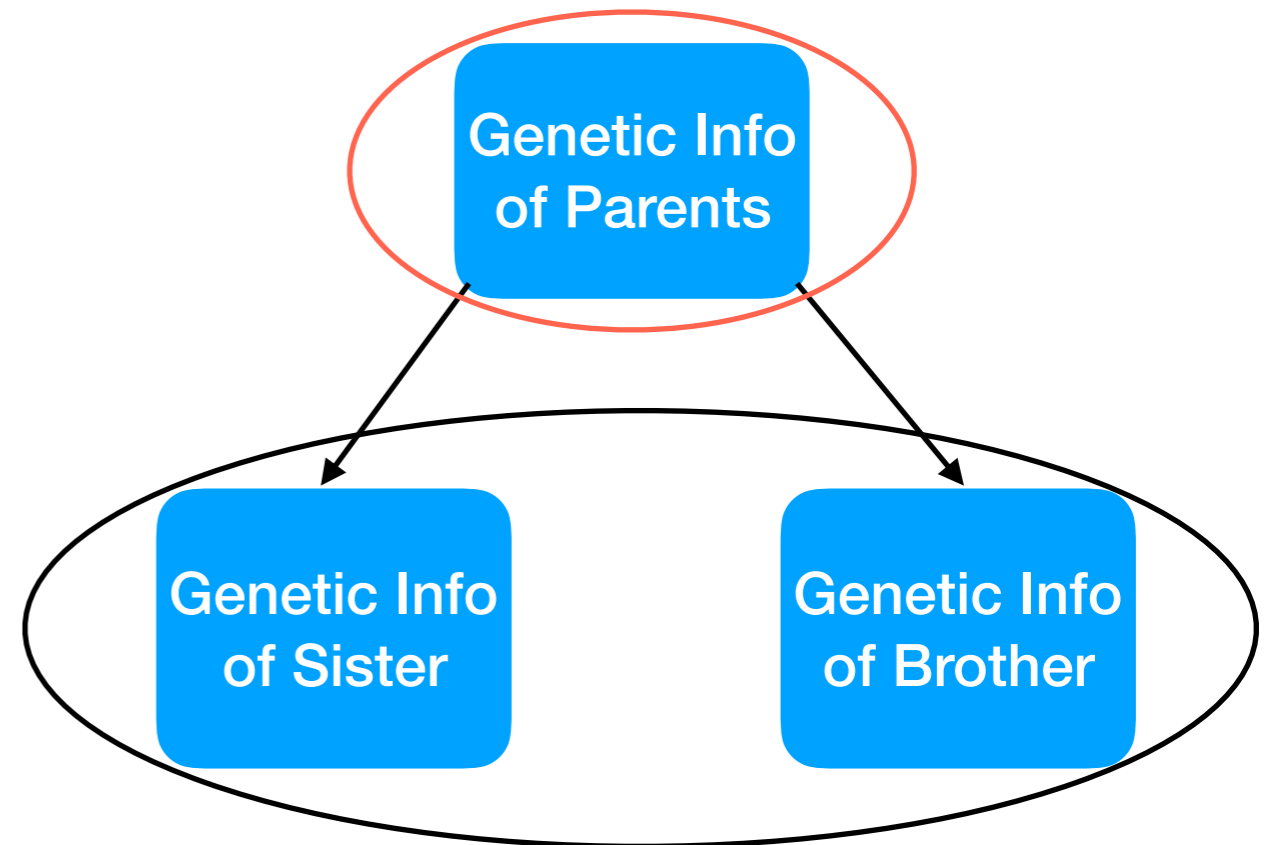 Genetic Info
of Parents
Genetic Info
of Sister
Genetic Info
of Brother